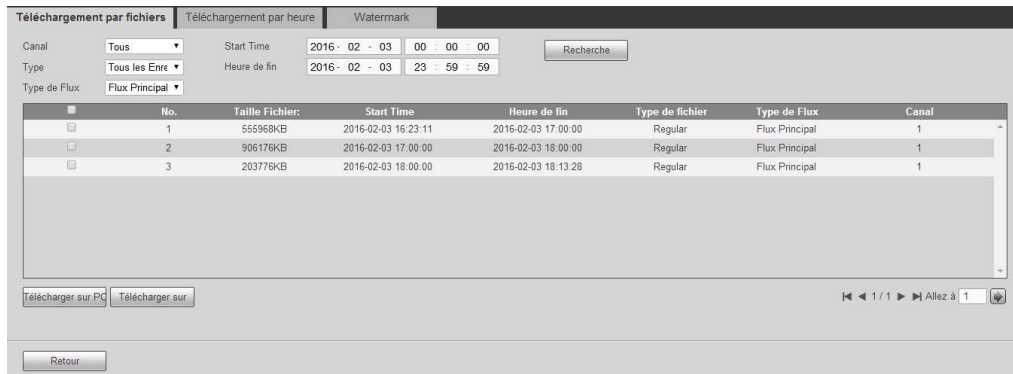 Téléchargement par fichiers Téléchargement par heure Watermark
Canal Tous Start Time 2016 - 02 - 03 00 : 00 : 00 Recherche
Type Tous les Enre Heure de fin 2016 - 02 - 03 23 : 59 : 59
Type de Flux Flux Principal
No. Taille Fichier: Start Time Heure de fin Type de fichier Type de Flux Canal
1 555968KB 2016-02-03 16:23:11 2016-02-03 17:00:00 Regular Flux Principal 1
2 906176KB 2016-02-03 17:00:00 2016-02-03 18:00:00 Regular Flux Principal 1
3 203776KB 2016-02-03 18:00:00 2016-02-03 18:13:28 Regular Flux Principal 1
Télécharger sur PC Télécharger sur 1 / 1 Allez à 1
Retour